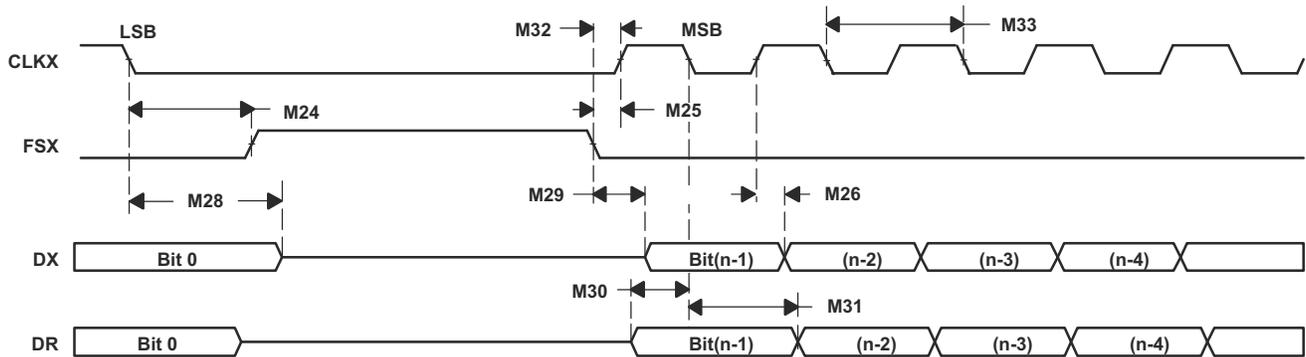 LSB M32 MSB M33
CLKX
M24 M25
FSX
M28 M29 M26
DX Bit 0 Bit(n-1) (n-2) (n-3) (n-4)
M30 M31
DR Bit 0 Bit(n-1) (n-2) (n-3) (n-4)